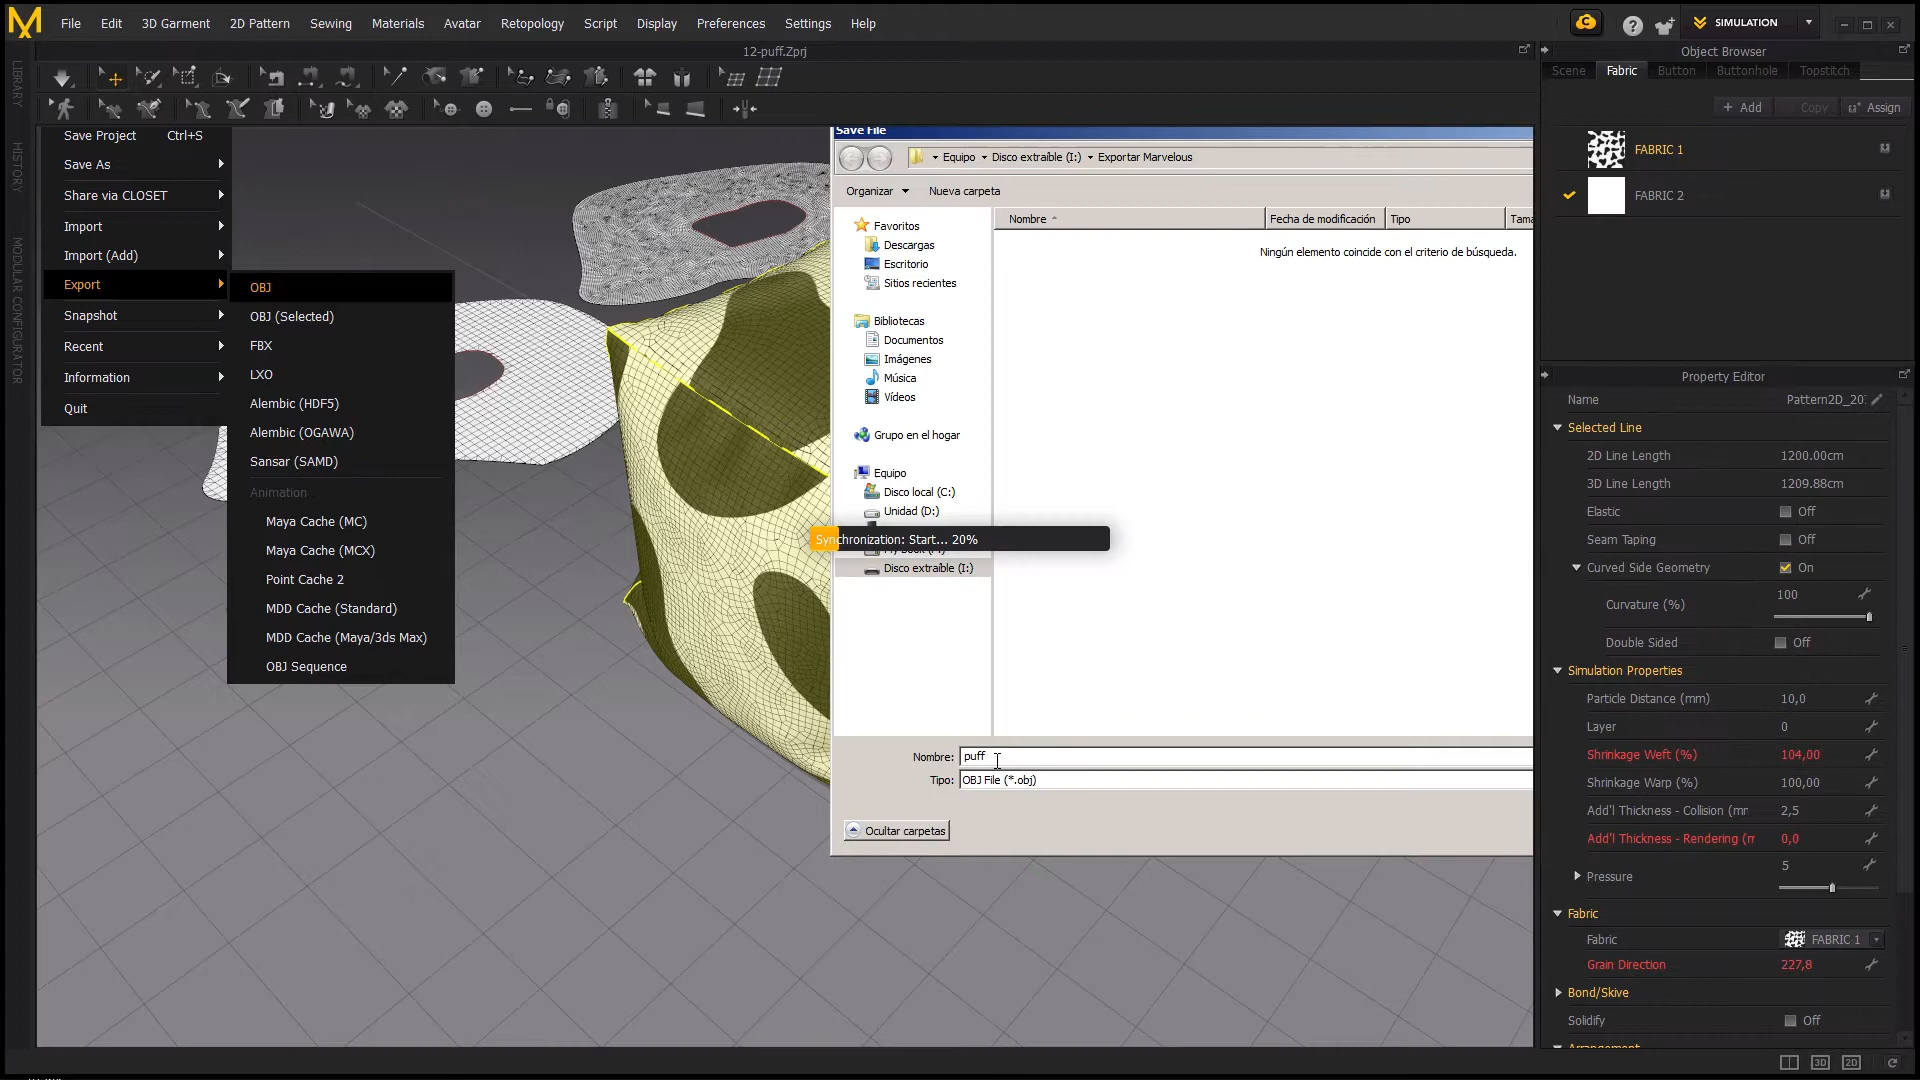 File Edit 3D Garment 2D Pattern Sewing Materials Avatar Retopology Script Display Preferences Settings Help
SIMULATION
12-puff.Zprj
Object Browser
Scene Fabric Button Buttonhole Topstitch
+ Add Copy Assign
FABRIC 1
FABRIC 2
LIBRARY
HISTORY
MODULAR CONFIGURATOR
Save Project Ctrl+S
Save As
Share via CLOSET
Import
Import (Add)
Export
Snapshot
Recent
Information
Quit
OBJ
OBJ (Selected)
FBX
LXO
Alembic (HDF5)
Alembic (OGAWA)
Sansar (SAMD)
Animation
Maya Cache (MC)
Maya Cache (MCX)
Point Cache 2
MDD Cache (Standard)
MDD Cache (Maya/3ds Max)
OBJ Sequence
Save File
Equipo Disco extraíble (I:) Exportar Marvelous
Organizar Nueva carpeta
Nombre Fecha de modificación Tipo Tama
Ningún elemento coincide con el criterio de búsqueda.
Favoritos
Descargas
Escritorio
Sitios recientes
Bibliotecas
Documentos
Imágenes
Música
Vídeos
Grupo en el hogar
Equipo
Disco local (C:)
Unidad (D:)
Synchronization: Start... 20%
Disco extraíble (I:)
Nombre: puff
Tipo: OBJ File (*.obj)
Ocultar carpetas
Property Editor
Name Pattern2D_20
Selected Line
2D Line Length 1200.00cm
3D Line Length 1209.88cm
Elastic Off
Seam Taping Off
Curved Side Geometry On
Curvature (%) 100
Double Sided Off
Simulation Properties
Particle Distance (mm) 10,0
Layer 0
Shrinkage Weft (%) 104,00
Shrinkage Warp (%) 100,00
Add'l Thickness - Collision (mr 2,5
Add'l Thickness - Rendering (r 0,0
Pressure 5
Fabric
Fabric FABRIC 1
Grain Direction 227,8
Bond/Skive
Solidify Off
3D 2D